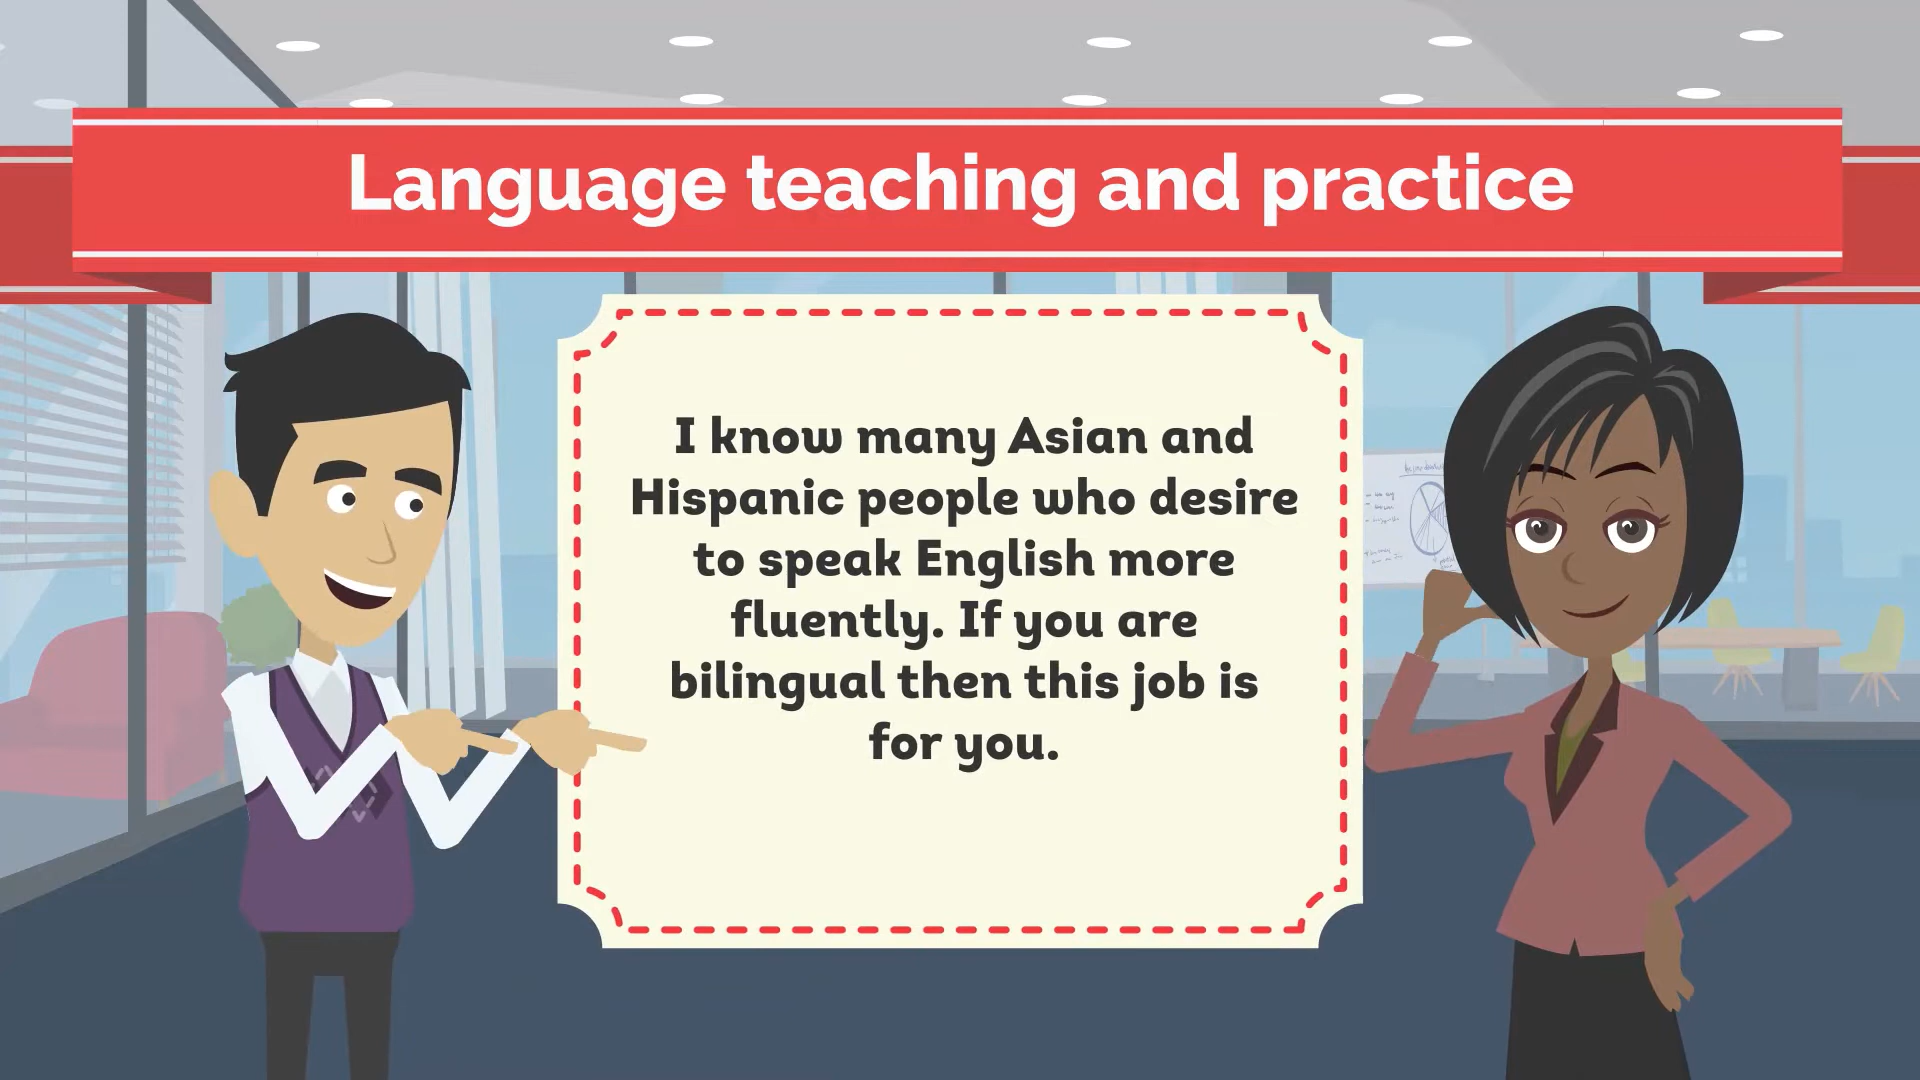 Language teaching and practice
I know many Asian and
Hispanic people who desire
to speak English more
fluently. If you are
bilingual then this job is
for you.